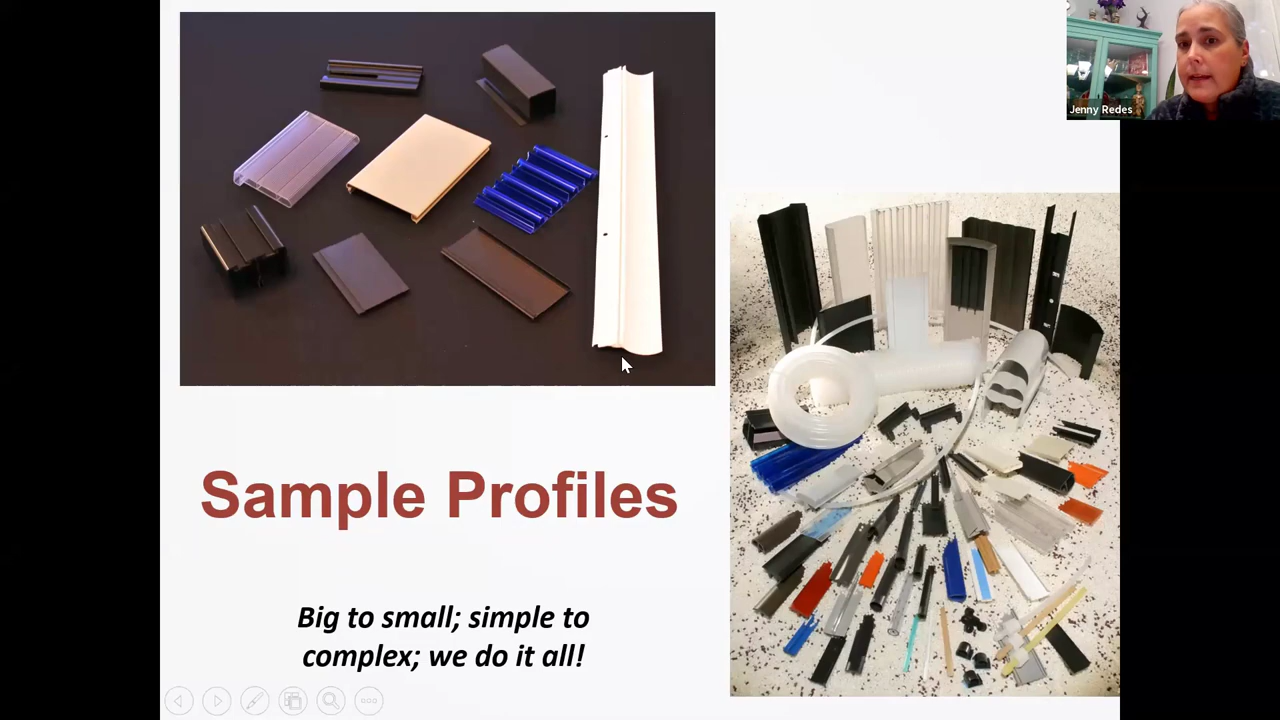 Jenny Redes
Sample Profiles
Big to small; simple to
complex; we do it all!